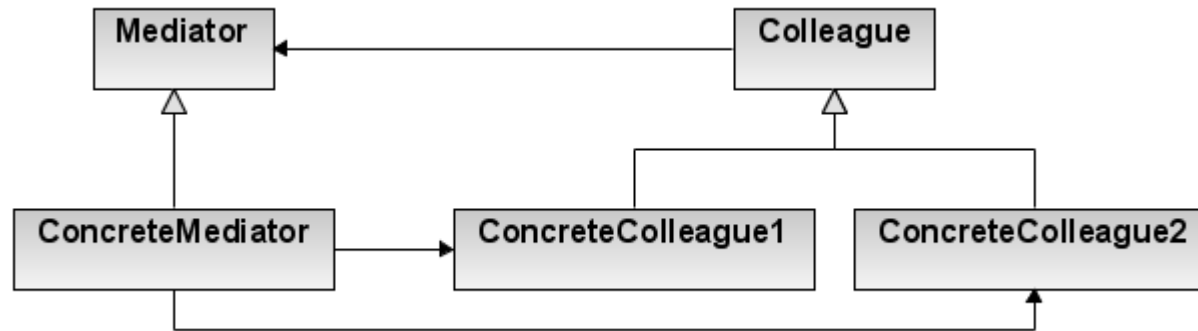 Mediator
Colleague
ConcreteMediator
ConcreteColleague1
ConcreteColleague2